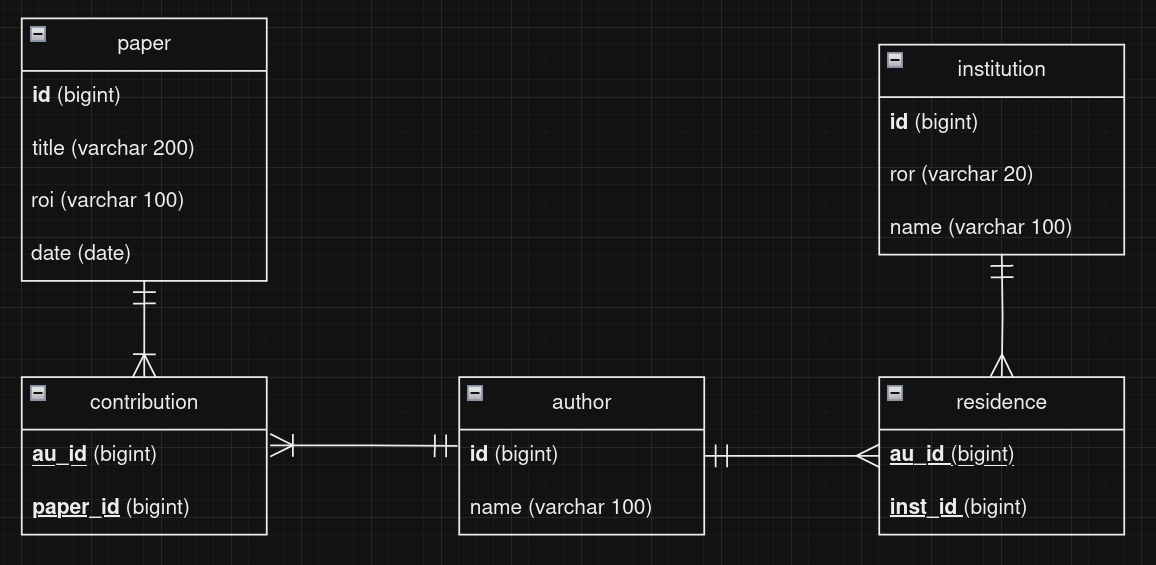 paper
id (bigint)
title (varchar 200)
roi (varchar 100)
date (date)
institution
id (bigint)
ror (varchar 20)
name (varchar 100)
contribution
au_id (bigint)
paper_id (bigint)
author
id (bigint)
name (varchar 100)
residence
au_id (bigint)
inst_id (bigint)